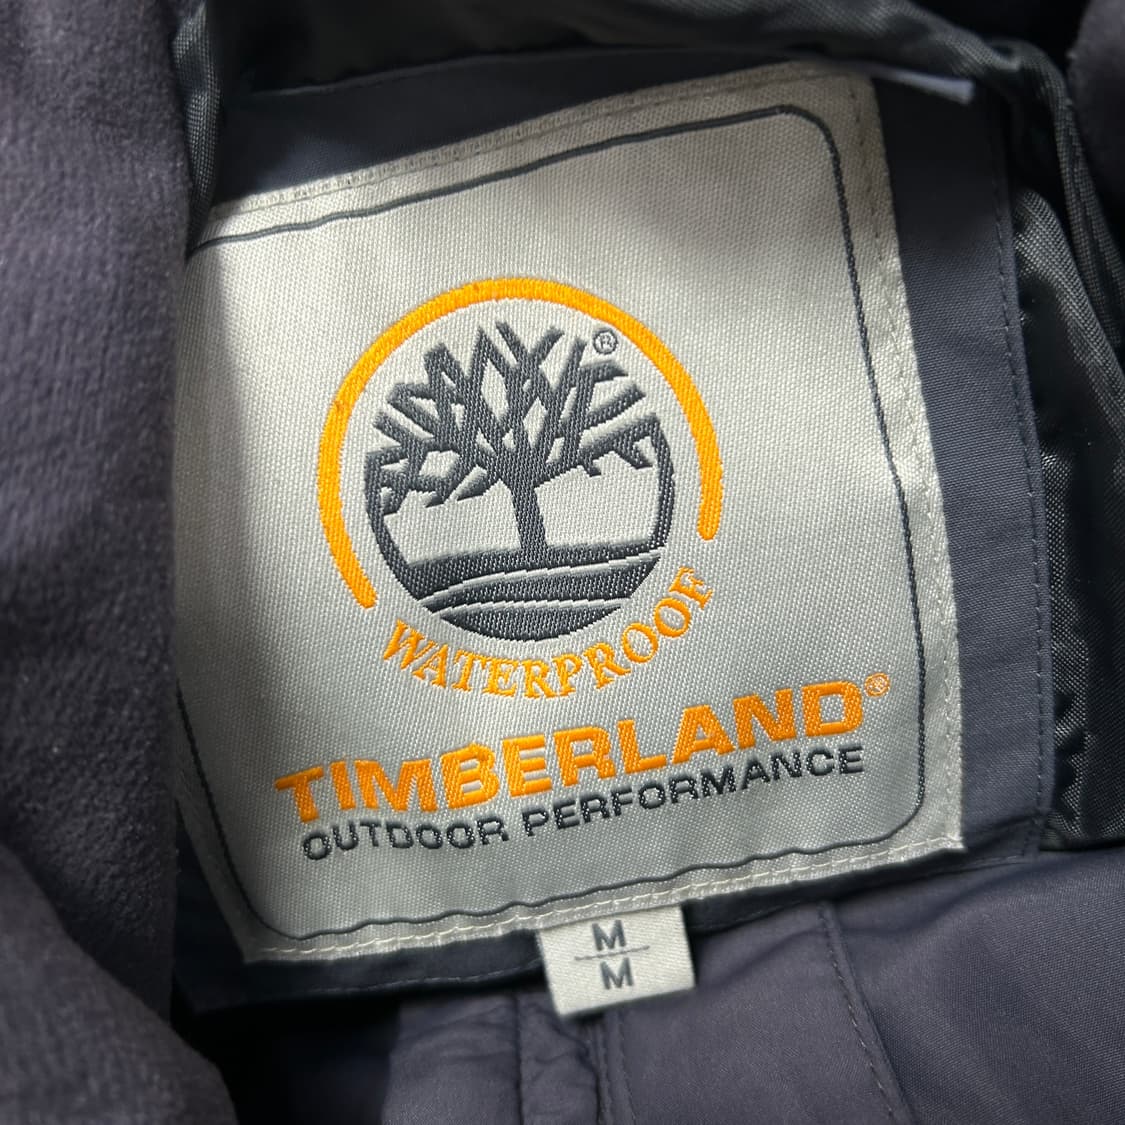 ®
WATERPROOF
TIMBERLAND®
OUTDOOR PERFORMANCE
M
M